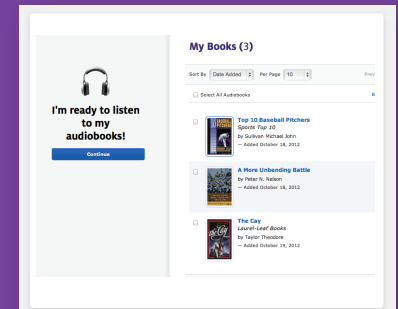 I'm ready to listen
to my
audiobooks!
Continue
My Books (3)
Sort By Date Added Per Page 10 Prev
Select All Audiobooks
Top 10 Baseball Pitchers
Sports Top 10
by Sullivan Michael John
— Added October 18, 2012
A More Unbending Battle
by Peter N. Nelson
— Added October 18, 2012
The Cay
Laurel-Leaf Books
by Taylor Theodore
— Added October 19, 2012